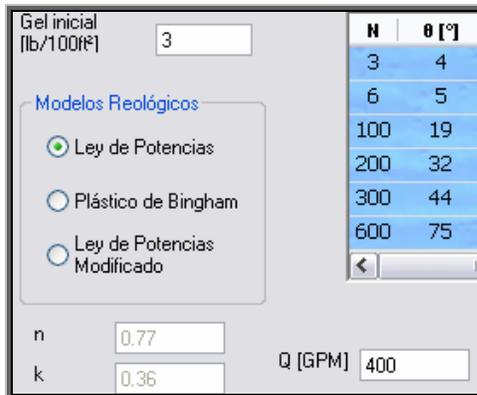 Gel inicial
[lb/100ft²]
3
N θ [°]
3 4
6 5
100 19
200 32
300 44
600 75
Modelos Reológicos
Ley de Potencias
Plástico de Bingham
Ley de Potencias
Modificado
n 0.77
k 0.36
Q [GPM] 400